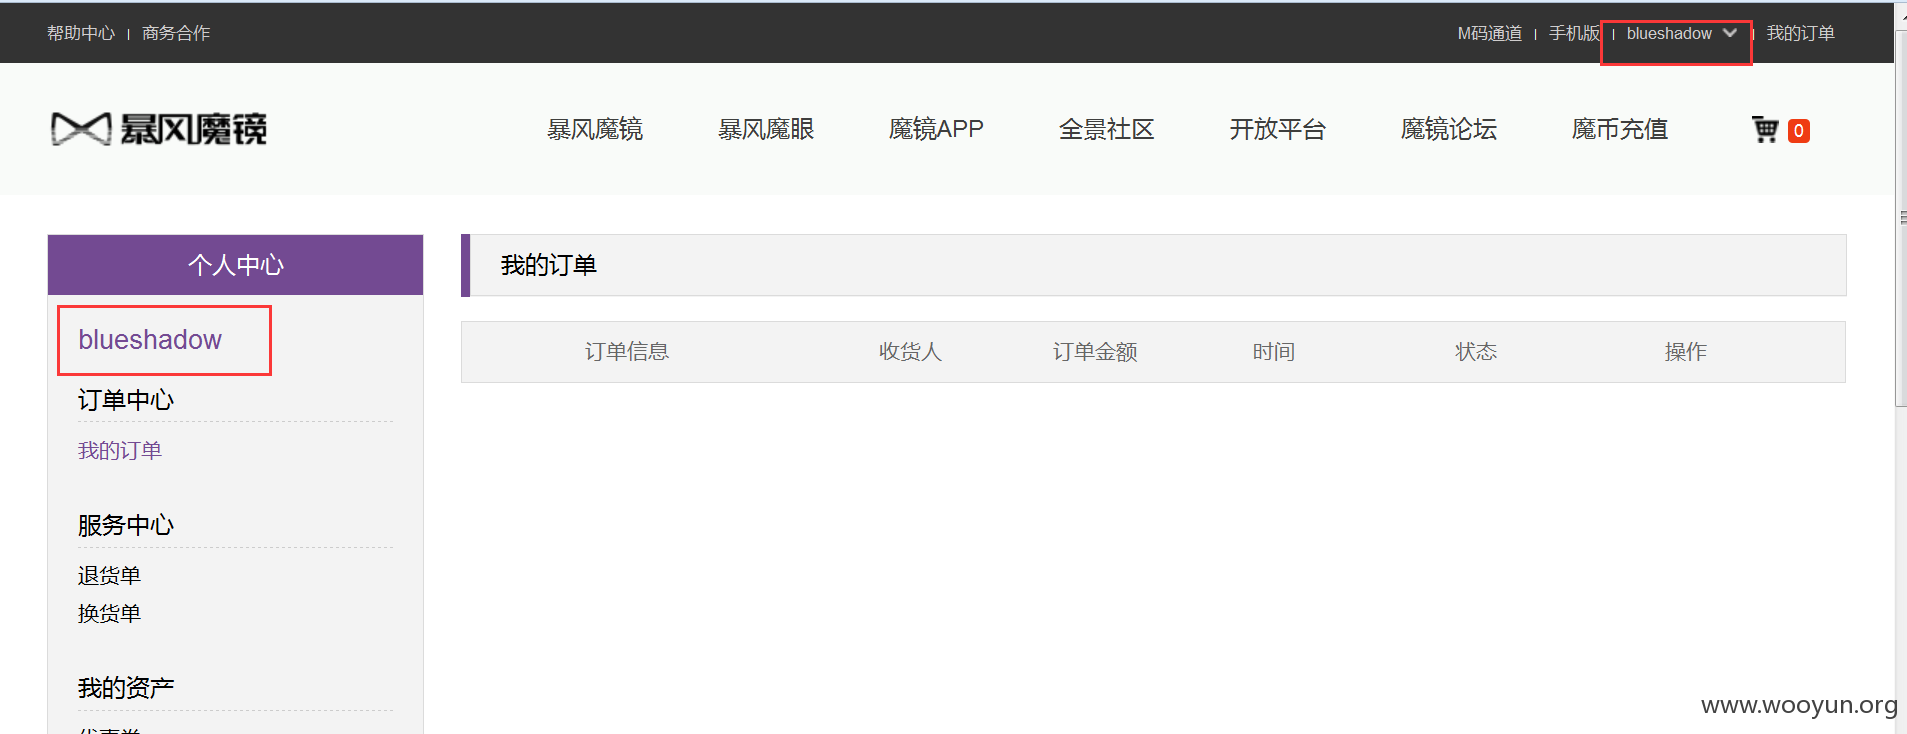 帮助中心 | 商务合作
M码通道 | 手机版 | blueshadow | 我的订单
暴风魔镜
暴风魔镜 暴风魔眼 魔镜APP 全景社区 开放平台 魔镜论坛 魔币充值 0
个人中心
blueshadow
订单中心
我的订单
服务中心
退货单
换货单
我的资产
我的订单
订单信息 收货人 订单金额 时间 状态 操作
www.wooyun.org